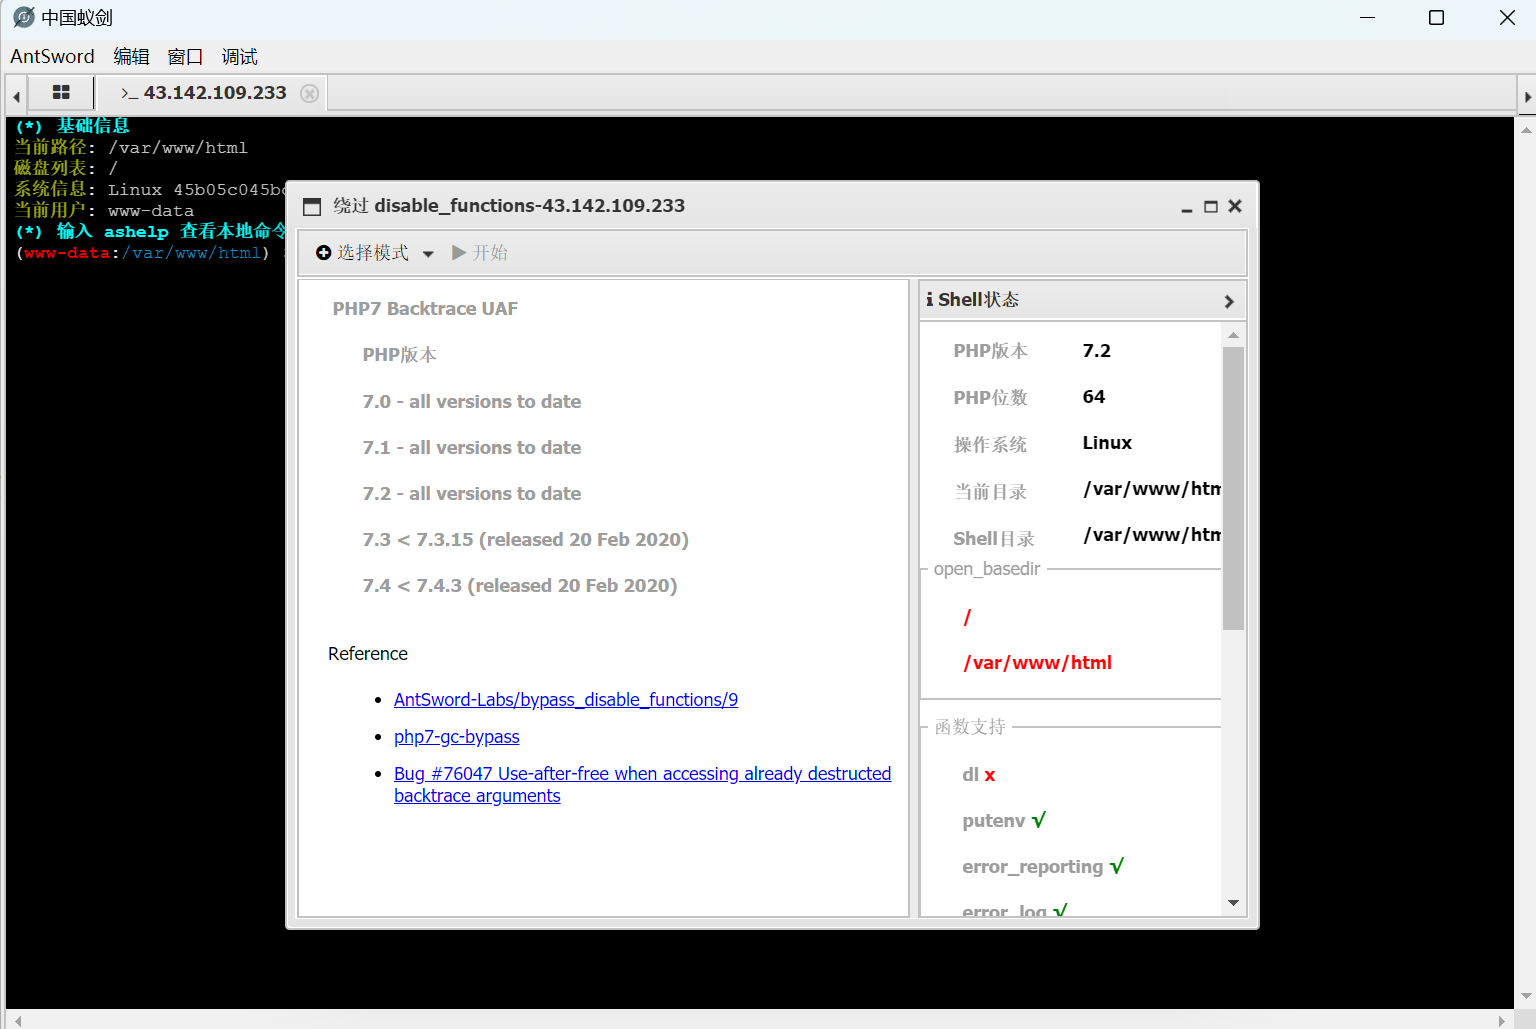 中国蚁剑
AntSword 编辑 窗口 调试
>_ 43.142.109.233
(*) 基础信息
当前路径: /var/www/html
磁盘列表: /
系统信息: Linux 45b05c045b
当前用户: www-data
(*) 输入 ashelp 查看本地命令
(www-data:/var/www/html)
绕过 disable_functions-43.142.109.233
选择模式 开始
PHP7 Backtrace UAF
PHP版本
7.0 - all versions to date
7.1 - all versions to date
7.2 - all versions to date
7.3 < 7.3.15 (released 20 Feb 2020)
7.4 < 7.4.3 (released 20 Feb 2020)
Reference
• AntSword-Labs/bypass_disable_functions/9
• php7-gc-bypass
• Bug #76047 Use-after-free when accessing already destructed
backtrace arguments
Shell状态
PHP版本 7.2
PHP位数 64
操作系统 Linux
当前目录 /var/www/htm
Shell目录 /var/www/htm
open_basedir
/
/var/www/html
函数支持
dl x
putenv √
error_reporting √
error_log √